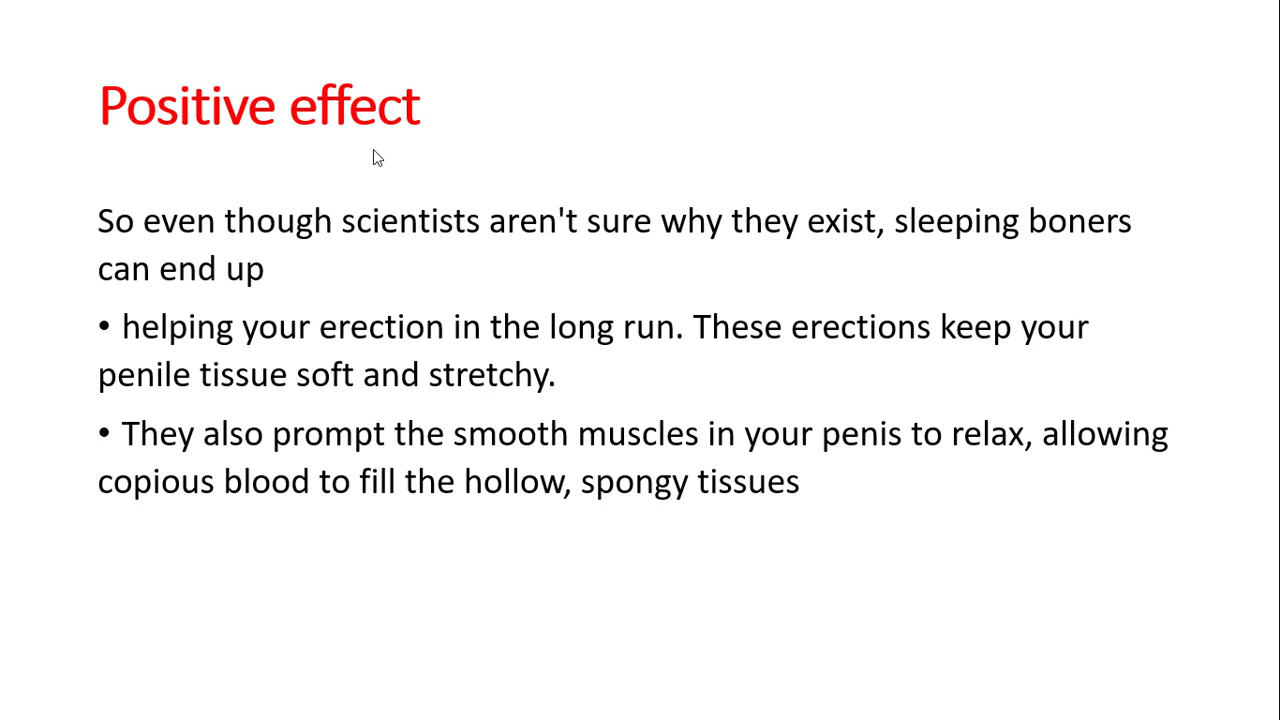 Positive effect
So even though scientists aren't sure why they exist, sleeping boners
can end up
• helping your erection in the long run. These erections keep your
penile tissue soft and stretchy.
• They also prompt the smooth muscles in your penis to relax, allowing
copious blood to fill the hollow, spongy tissues